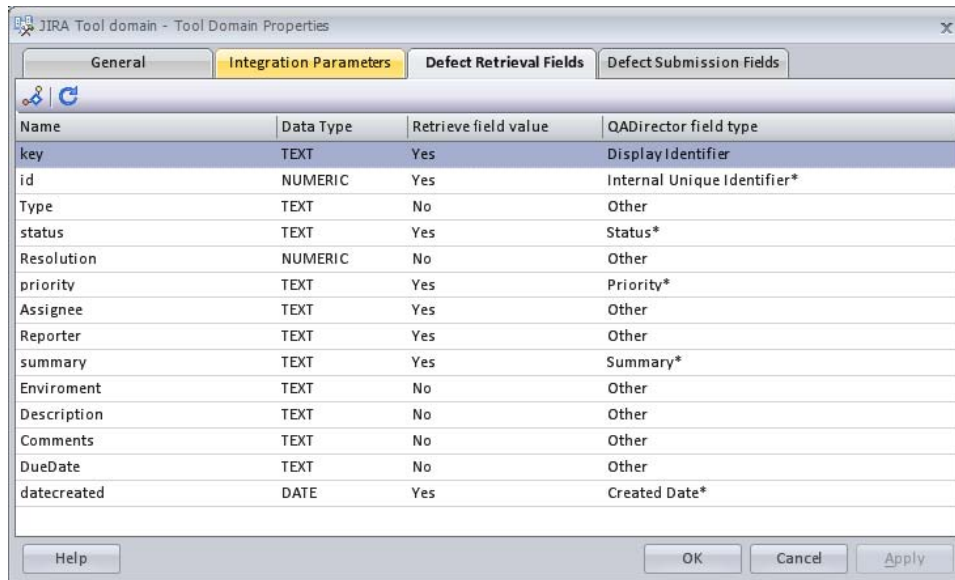 JIRA Tool domain - Tool Domain Properties
General Integration Parameters Defect Retrieval Fields Defect Submission Fields
Name Data Type Retrieve field value QADirector field type
key TEXT Yes Display Identifier
id NUMERIC Yes Internal Unique Identifier*
Type TEXT No Other
status TEXT Yes Status*
Resolution NUMERIC No Other
priority TEXT Yes Priority*
Assignee TEXT Yes Other
Reporter TEXT Yes Other
summary TEXT Yes Summary*
Enviroment TEXT No Other
Description TEXT No Other
Comments TEXT No Other
DueDate TEXT No Other
datecreated DATE Yes Created Date*
Help OK Cancel Apply